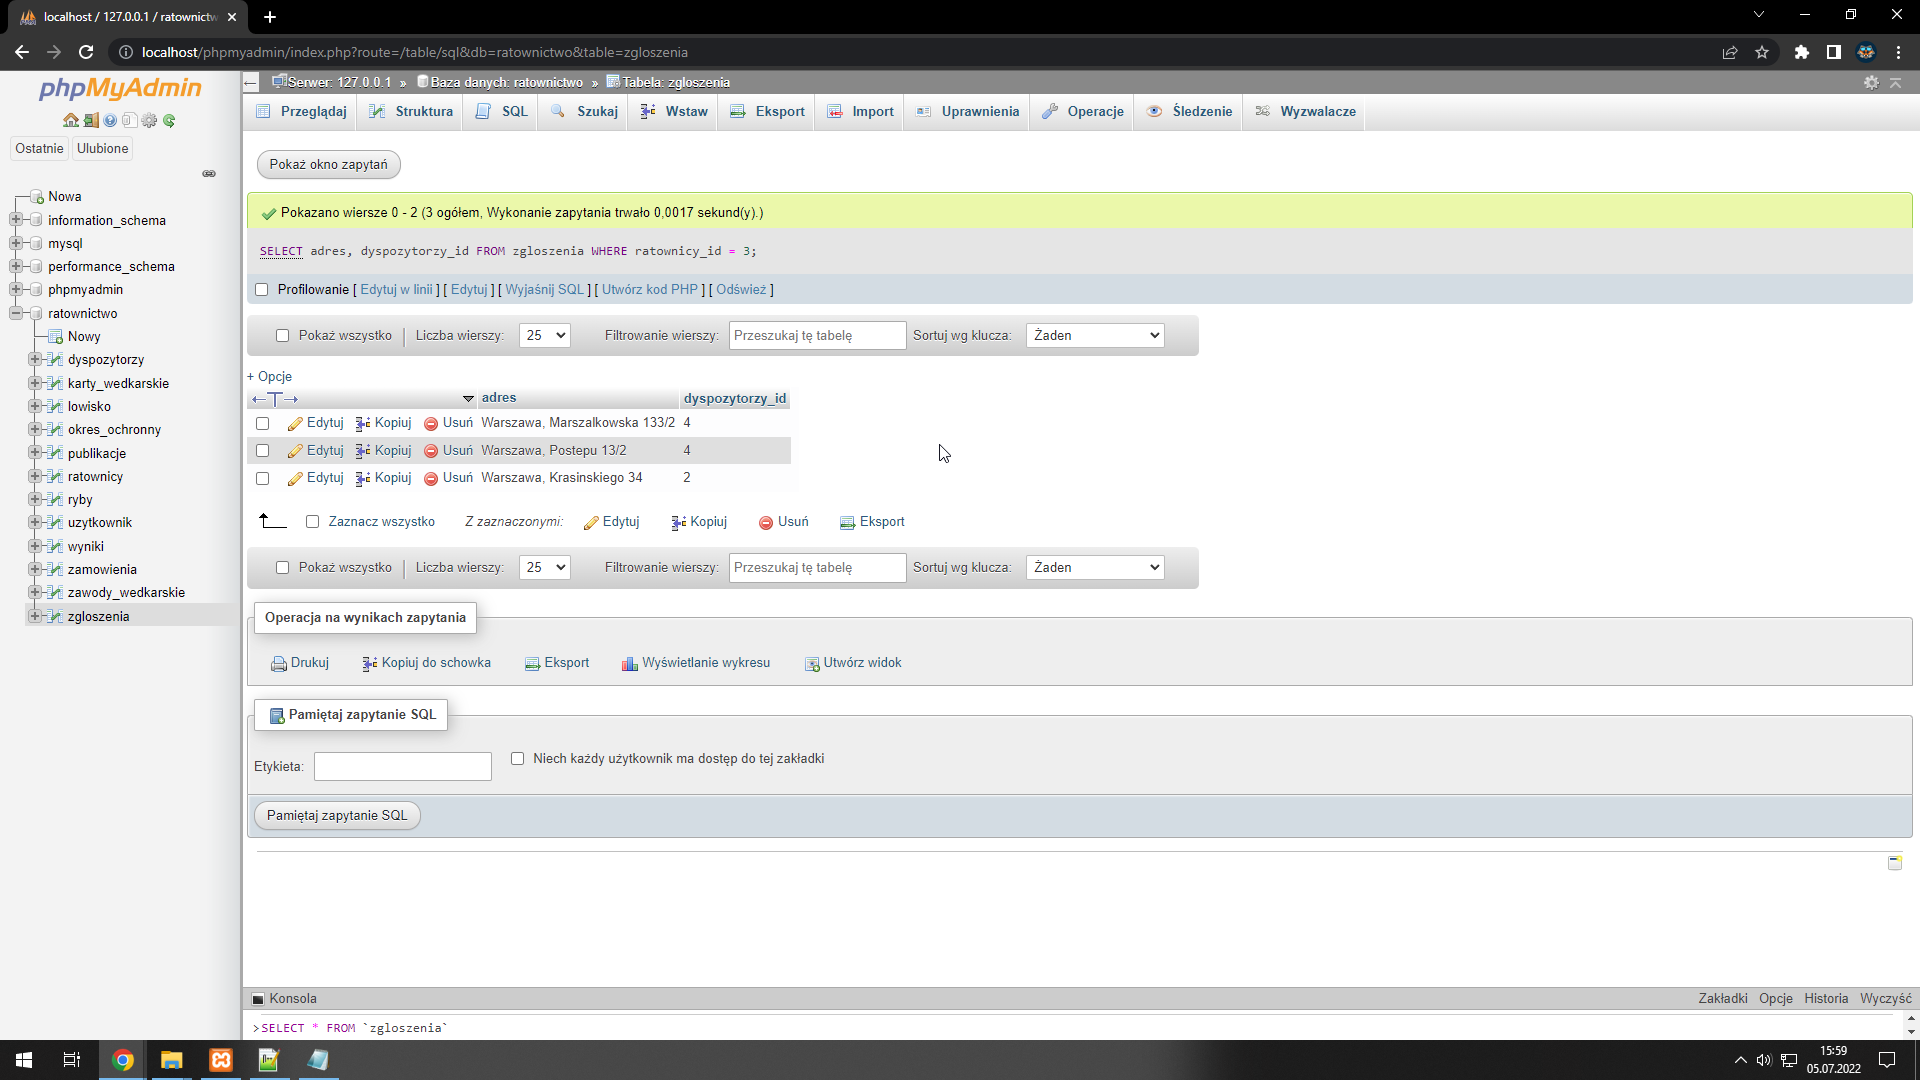 localhost / 127.0.0.1 / ratownictw
localhost/phpmyadmin/index.php?route=/table/sql&db=ratownictwo&table=zgloszenia
phpMyAdmin
Ostatnie Ulubione
Nowa
information_schema
mysql
performance_schema
phpmyadmin
ratownictwo
Nowy
dyspozytorzy
karty_wedkarskie
lowisko
okres_ochronny
publikacje
ratownicy
ryby
uzytkownik
wyniki
zamowienia
zawody_wedkarskie
zgloszenia
Serwer: 127.0.0.1 » Baza danych: ratownictwo » Tabela: zgloszenia
Przeglądaj Struktura SQL Szukaj Wstaw Eksport Import Uprawnienia Operacje Śledzenie Wyzwalacze
Pokaż okno zapytań
Pokazano wiersze 0 - 2 (3 ogółem, Wykonanie zapytania trwało 0,0017 sekund(y).)
SELECT adres, dyspozytorzy_id FROM zgloszenia WHERE ratownicy_id = 3;
Profilowanie [ Edytuj w linii ] [ Edytuj ] [ Wyjaśnij SQL ] [ Utwórz kod PHP ] [ Odśwież ]
Pokaż wszystko | Liczba wierszy: 25 Filtrowanie wierszy: Przeszukaj tę tabelę Sortuj wg klucza: Żaden
+ Opcje
←T→ adres dyspozytorzy_id
Edytuj Kopiuj Usuń Warszawa, Marszalkowska 133/2 4
Edytuj Kopiuj Usuń Warszawa, Postepu 13/2 4
Edytuj Kopiuj Usuń Warszawa, Krasinskiego 34 2
Zaznacz wszystko Z zaznaczonymi: Edytuj Kopiuj Usuń Eksport
Pokaż wszystko | Liczba wierszy: 25 Filtrowanie wierszy: Przeszukaj tę tabelę Sortuj wg klucza: Żaden
Operacja na wynikach zapytania
Drukuj Kopiuj do schowka Eksport Wyświetlanie wykresu Utwórz widok
Pamiętaj zapytanie SQL
Etykieta: Niech każdy użytkownik ma dostęp do tej zakładki
Pamiętaj zapytanie SQL
Konsola Zakładki Opcje Historia Wyczyść
>SELECT * FROM `zgloszenia`
15:59
05.07.2022